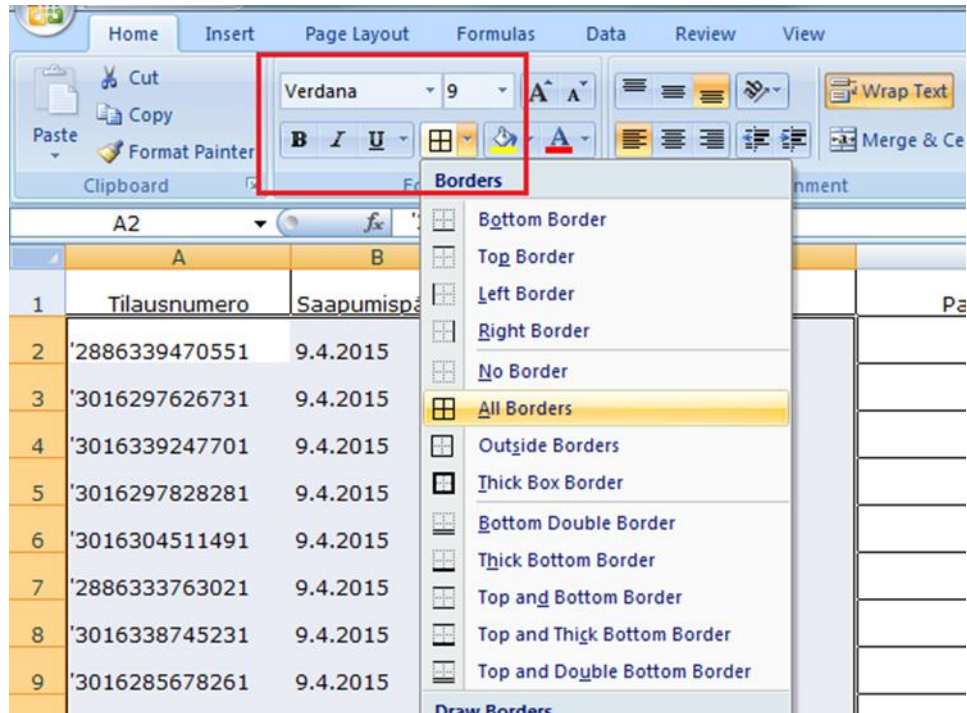 Home Insert Page Layout Formulas Data Review View
Cut
Copy
Paste
Format Painter
Clipboard
Verdana 9 A A
B I U A
Wrap Text
Merge & Ce
nment
A2 fx
Borders
Bottom Border
Top Border
Left Border
Right Border
No Border
All Borders
Outside Borders
Thick Box Border
Bottom Double Border
Thick Bottom Border
Top and Bottom Border
Top and Thick Bottom Border
Top and Double Bottom Border
Draw Borders
A B
1 Tilausnumero Saapumispä Pa
2 '2886339470551 9.4.2015
3 '3016297626731 9.4.2015
4 '3016339247701 9.4.2015
5 '3016297828281 9.4.2015
6 '3016304511491 9.4.2015
7 '2886333763021 9.4.2015
8 '3016338745231 9.4.2015
9 '3016285678261 9.4.2015